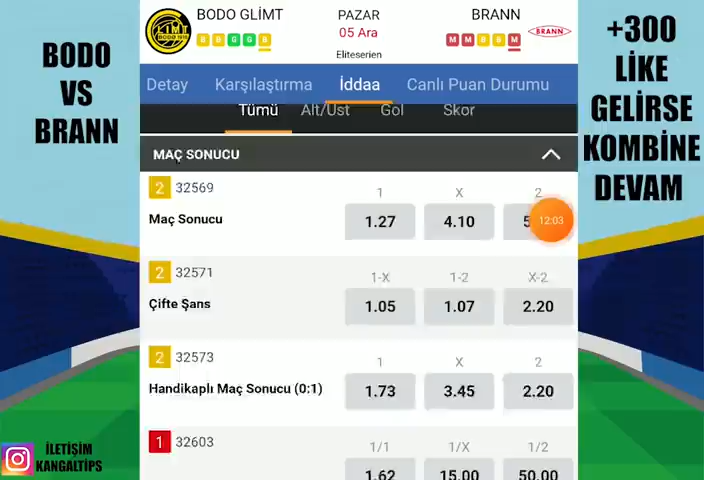 BODO
VS
BRANN
BODO GLİMT
B B G G B
PAZAR
05 Ara
Eliteserien
BRANN
M M B B M
BRANN
Detay Karşılaştırma İddaa Canlı Puan Durumu
Tümü Alt/Üst Gol Skor
MAÇ SONUCU
2 32569 1 X 2
Maç Sonucu 1.27 4.10 5
12:03
2 32571 1-X 1-2 X-2
Çifte Şans 1.05 1.07 2.20
2 32573 1 X 2
Handikaplı Maç Sonucu (0:1) 1.73 3.45 2.20
1 32603 1/1 1/X 1/2
1.62 15.00 50.00
+300
LİKE
GELİRSE
KOMBİNE
DEVAM
İLETİŞİM
KANGALTİPS